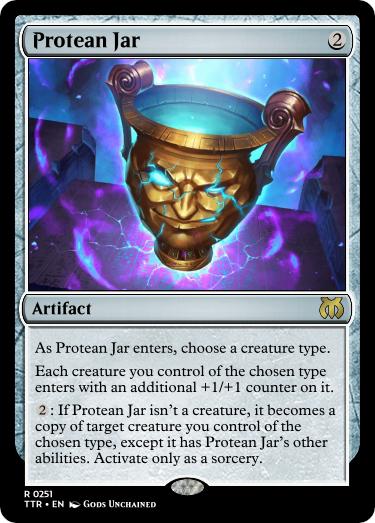 Protean Jar 2
Artifact
As Protean Jar enters, choose a creature type.
Each creature you control of the chosen type
enters with an additional +1/+1 counter on it.
2: If Protean Jar isn't a creature, it becomes a
copy of target creature you control of the
chosen type, except it has Protean Jar's other
abilities. Activate only as a sorcery.
R 0251
TTR • EN Gods Unchained